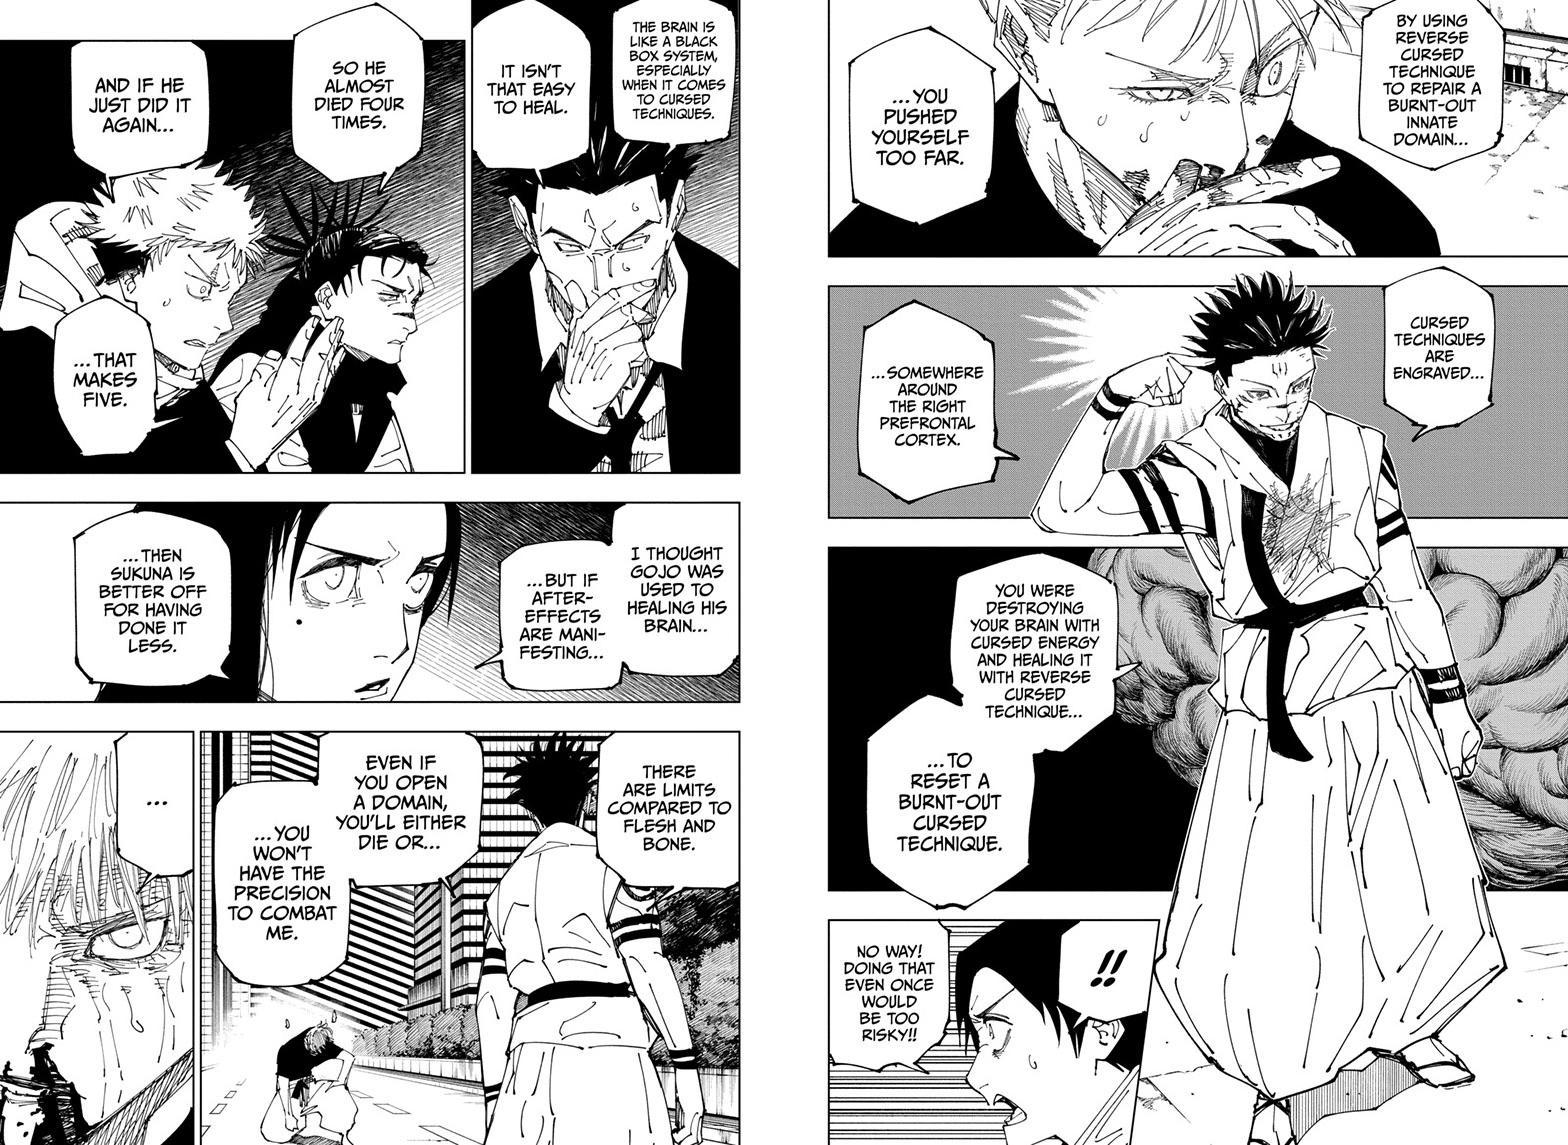 BY USING
REVERSE
CURSED
TECHNIQUE
TO REPAIR A
BURNT-OUT
INNATE
DOMAIN...
...YOU
PUSHED
YOURSELF
TOO FAR.
CURSED
TECHNIQUES
ARE
ENGRAVED...
...SOMEWHERE
AROUND
THE RIGHT
PREFRONTAL
CORTEX.
YOU WERE
DESTROYING
YOUR BRAIN WITH
CURSED ENERGY
AND HEALING IT
WITH REVERSE
CURSED
TECHNIQUE...
...TO
RESET A
BURNT-OUT
CURSED
TECHNIQUE.
!!
NO WAY!
DOING THAT
EVEN ONCE
WOULD
BE TOO
RISKY!!
THE BRAIN IS
LIKE A BLACK
BOX SYSTEM,
ESPECIALLY
WHEN IT COMES
TO CURSED
TECHNIQUES.
IT ISN'T
THAT EASY
TO HEAL.
SO HE
ALMOST
DIED FOUR
TIMES.
AND IF HE
JUST DID IT
AGAIN...
...THAT
MAKES
FIVE.
I THOUGHT
GOJO WAS
USED TO
HEALING HIS
BRAIN...
...BUT IF
AFTER-
EFFECTS
ARE MANI-
FESTING...
...THEN
SUKUNA IS
BETTER OFF
FOR HAVING
DONE IT
LESS.
THERE
ARE LIMITS
COMPARED TO
FLESH AND
BONE.
EVEN IF
YOU OPEN
A DOMAIN,
YOU'LL EITHER
DIE OR...
...YOU
WON'T
HAVE THE
PRECISION
TO COMBAT
ME.
...